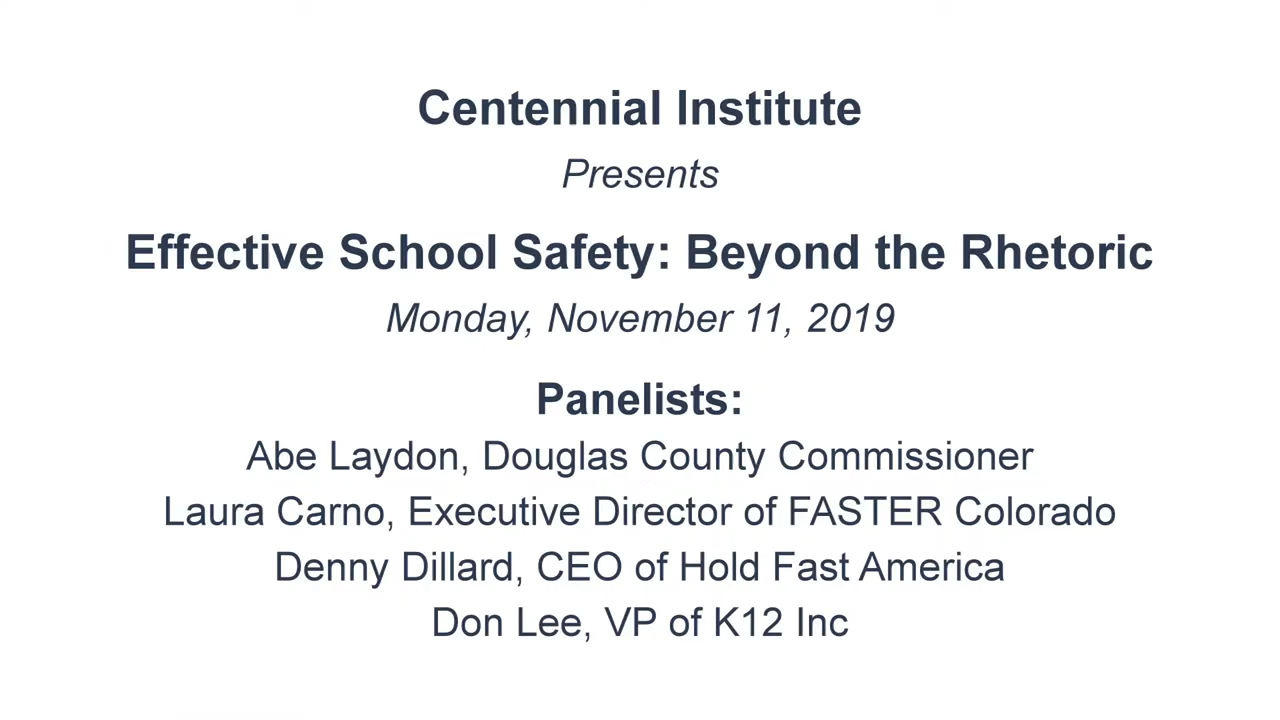 Centennial Institute
Presents
Effective School Safety: Beyond the Rhetoric
Monday, November 11, 2019
Panelists:
Abe Laydon, Douglas County Commissioner
Laura Carno, Executive Director of FASTER Colorado
Denny Dillard, CEO of Hold Fast America
Don Lee, VP of K12 Inc